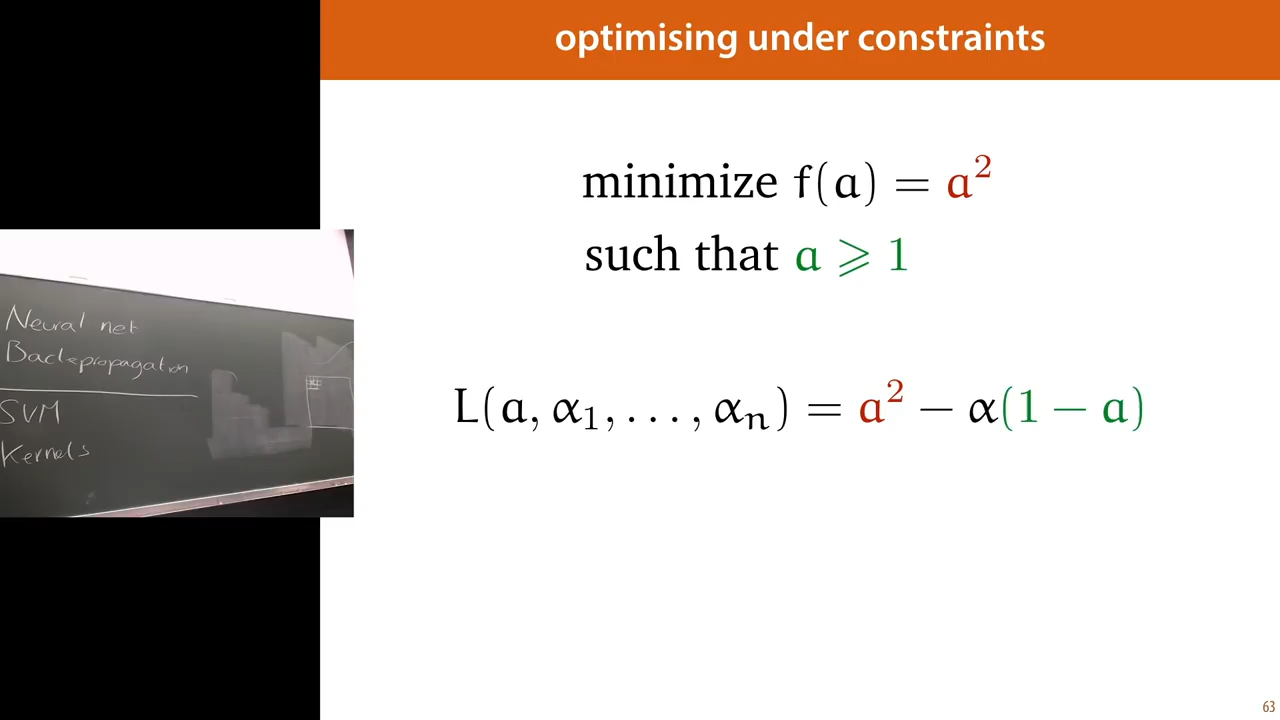 optimising under constraints
minimize f(a) = a²
such that a ⩾ 1
L(a, α₁, . . . , αₙ) = a² − α(1 − a)
Neural net
Backpropagation
SVM
Kernels
63